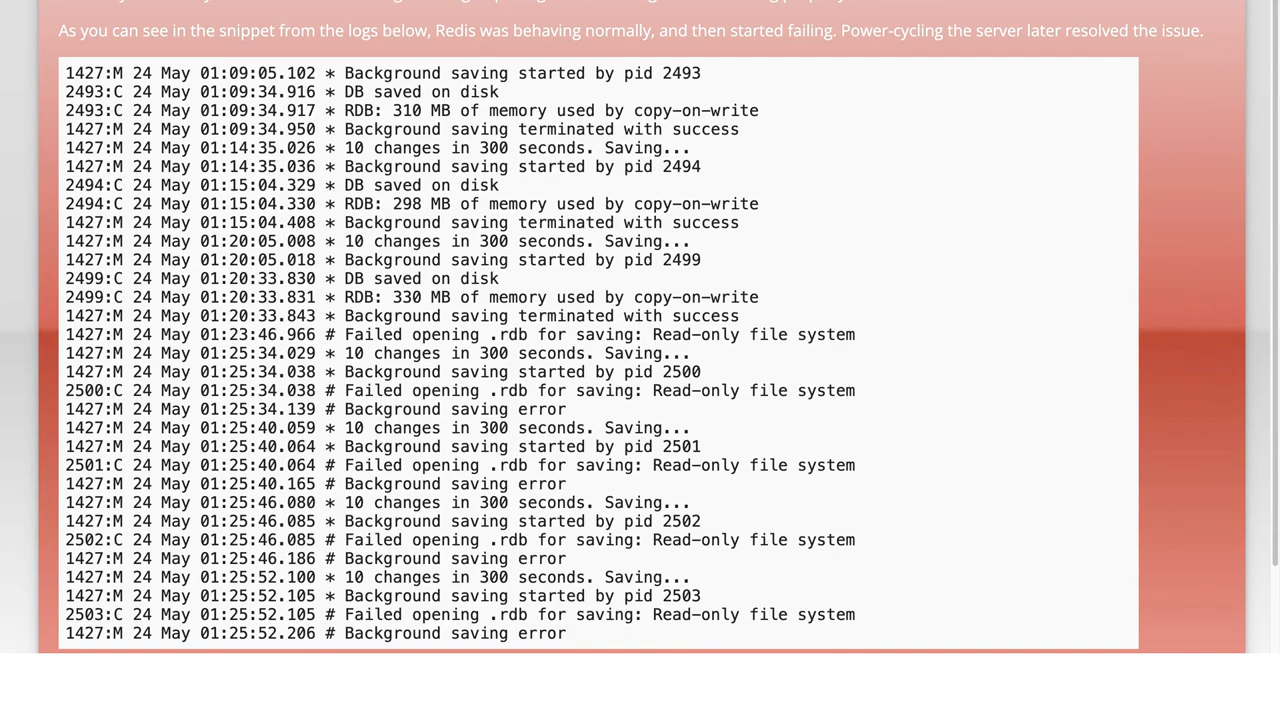 As you can see in the snippet from the logs below, Redis was behaving normally, and then started failing. Power-cycling the server later resolved the issue.
1427:M 24 May 01:09:05.102 * Background saving started by pid 2493
2493:C 24 May 01:09:34.916 * DB saved on disk
2493:C 24 May 01:09:34.917 * RDB: 310 MB of memory used by copy-on-write
1427:M 24 May 01:09:34.950 * Background saving terminated with success
1427:M 24 May 01:14:35.026 * 10 changes in 300 seconds. Saving...
1427:M 24 May 01:14:35.036 * Background saving started by pid 2494
2494:C 24 May 01:15:04.329 * DB saved on disk
2494:C 24 May 01:15:04.330 * RDB: 298 MB of memory used by copy-on-write
1427:M 24 May 01:15:04.408 * Background saving terminated with success
1427:M 24 May 01:20:05.008 * 10 changes in 300 seconds. Saving...
1427:M 24 May 01:20:05.018 * Background saving started by pid 2499
2499:C 24 May 01:20:33.830 * DB saved on disk
2499:C 24 May 01:20:33.831 * RDB: 330 MB of memory used by copy-on-write
1427:M 24 May 01:20:33.843 * Background saving terminated with success
1427:M 24 May 01:23:46.966 # Failed opening .rdb for saving: Read-only file system
1427:M 24 May 01:25:34.029 * 10 changes in 300 seconds. Saving...
1427:M 24 May 01:25:34.038 * Background saving started by pid 2500
2500:C 24 May 01:25:34.038 # Failed opening .rdb for saving: Read-only file system
1427:M 24 May 01:25:34.139 # Background saving error
1427:M 24 May 01:25:40.059 * 10 changes in 300 seconds. Saving...
1427:M 24 May 01:25:40.064 * Background saving started by pid 2501
2501:C 24 May 01:25:40.064 # Failed opening .rdb for saving: Read-only file system
1427:M 24 May 01:25:40.165 # Background saving error
1427:M 24 May 01:25:46.080 * 10 changes in 300 seconds. Saving...
1427:M 24 May 01:25:46.085 * Background saving started by pid 2502
2502:C 24 May 01:25:46.085 # Failed opening .rdb for saving: Read-only file system
1427:M 24 May 01:25:46.186 # Background saving error
1427:M 24 May 01:25:52.100 * 10 changes in 300 seconds. Saving...
1427:M 24 May 01:25:52.105 * Background saving started by pid 2503
2503:C 24 May 01:25:52.105 # Failed opening .rdb for saving: Read-only file system
1427:M 24 May 01:25:52.206 # Background saving error